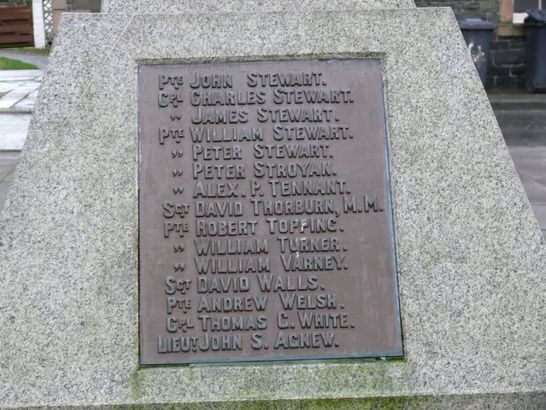 PTE JOHN STEWART.
CPL CHARLES STEWART.
,, JAMES STEWART.
PTE WILLIAM STEWART.
,, PETER STEWART.
,, PETER STROYAN.
,, ALEX. P. TENNANT.
SGT DAVID THORBURN, M.M.
PTE ROBERT TOPPING.
,, WILLIAM TURNER.
,, WILLIAM VARNEY.
SGT DAVID WALLS.
PTE ANDREW WELSH.
CPL THOMAS G. WHITE.
LIEUT JOHN S. AGNEW.